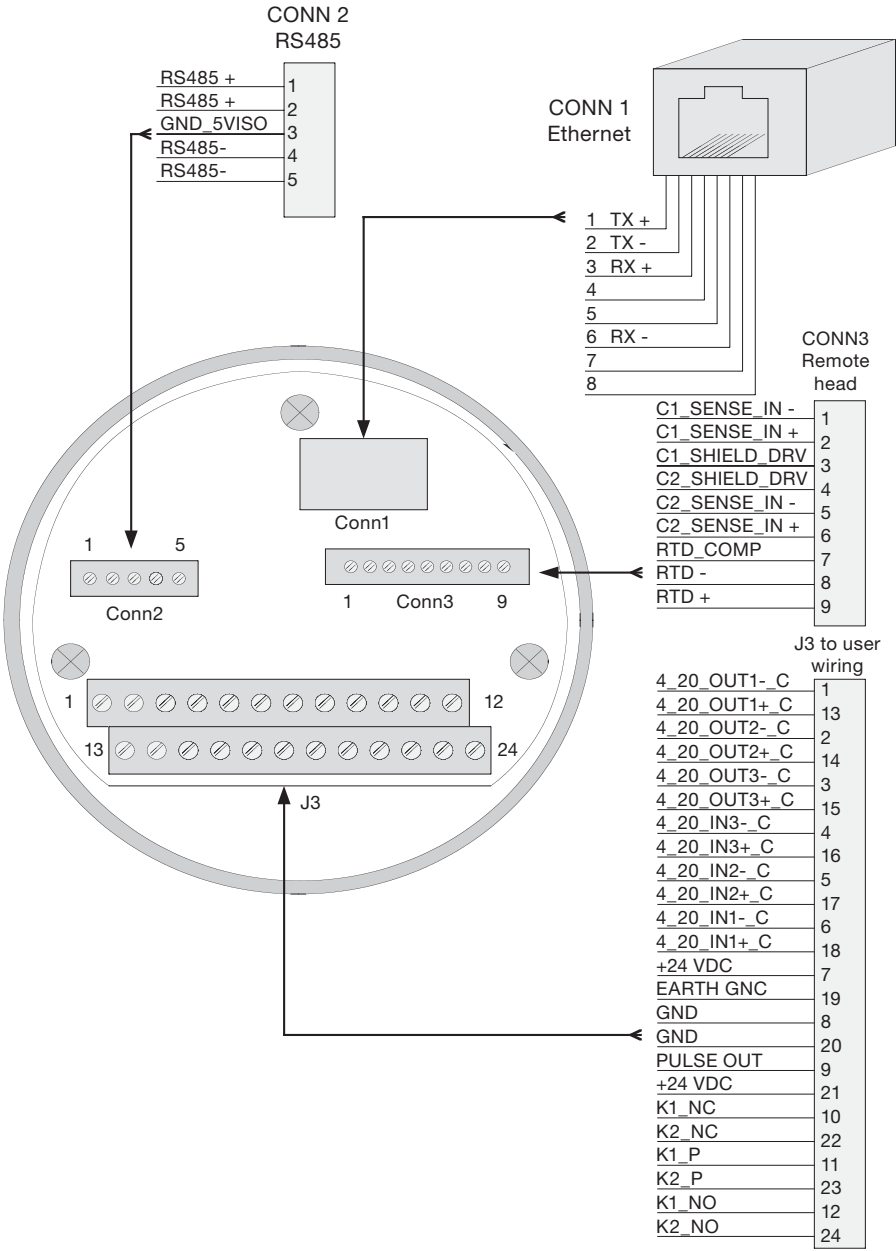 CONN 2
RS485
RS485 +
1
RS485 +
2
GND_5VISO
3
RS485-
4
RS485-
5
CONN 1
Ethernet
1 TX +
2 TX -
3 RX +
4
5
6 RX -
7
8
CONN3
Remote
head
C1_SENSE_IN -
1
C1_SENSE_IN +
2
C1_SHIELD_DRV
3
C2_SHIELD_DRV
4
C2_SENSE_IN -
5
C2_SENSE_IN +
6
RTD_COMP
7
RTD -
8
RTD +
9
Conn1
1 5
Conn2
1 Conn3 9
1 12
13 24
J3
J3 to user
wiring
4_20_OUT1-_C
1
4_20_OUT1+_C
13
4_20_OUT2-_C
2
4_20_OUT2+_C
14
4_20_OUT3-_C
3
4_20_OUT3+_C
15
4_20_IN3-_C
4
4_20_IN3+_C
16
4_20_IN2-_C
5
4_20_IN2+_C
17
4_20_IN1-_C
6
4_20_IN1+_C
18
+24 VDC
7
EARTH GNC
19
GND
8
GND
20
PULSE OUT
9
+24 VDC
21
K1_NC
10
K2_NC
22
K1_P
11
K2_P
23
K1_NO
12
K2_NO
24